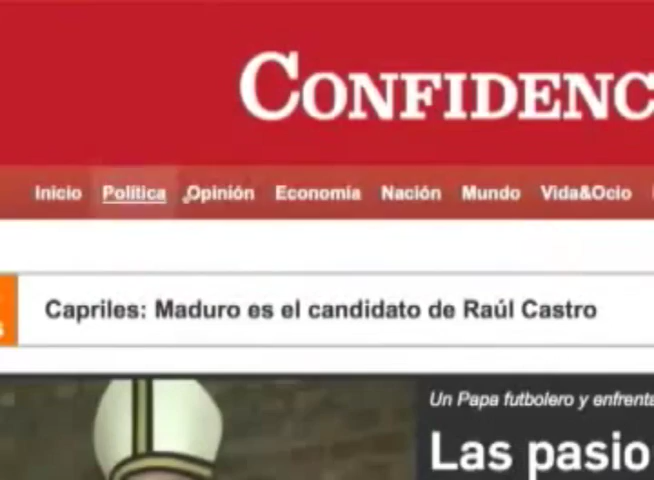 CONFIDENC
Inicio Política Opinión Economía Nación Mundo Vida&Ocio
Capriles: Maduro es el candidato de Raúl Castro
Un Papa futbolero y enfrenta
Las pasio